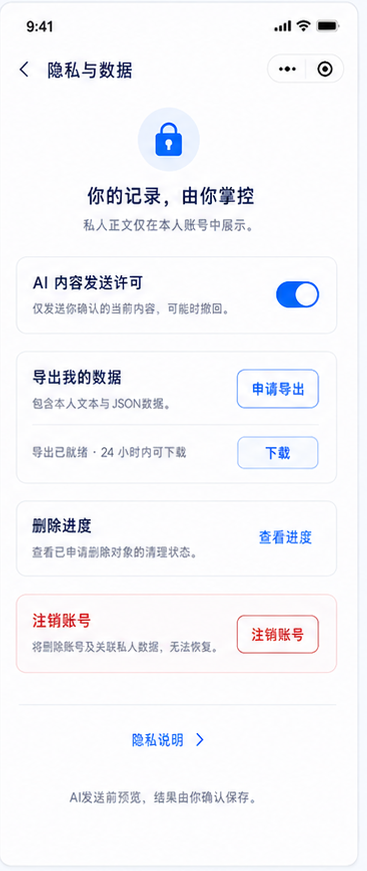 9:41
隐私与数据
你的记录，由你掌控
私人正文仅在本人账号中展示。
AI 内容发送许可
仅发送你确认的当前内容，可能时撤回。
导出我的数据
包含本人文本与JSON数据。
申请导出
导出已就绪 · 24 小时内可下载
下载
删除进度
查看已申请删除对象的清理状态。
查看进度
注销账号
将删除账号及关联私人数据，无法恢复。
注销账号
隐私说明
AI发送前预览，结果由你确认保存。